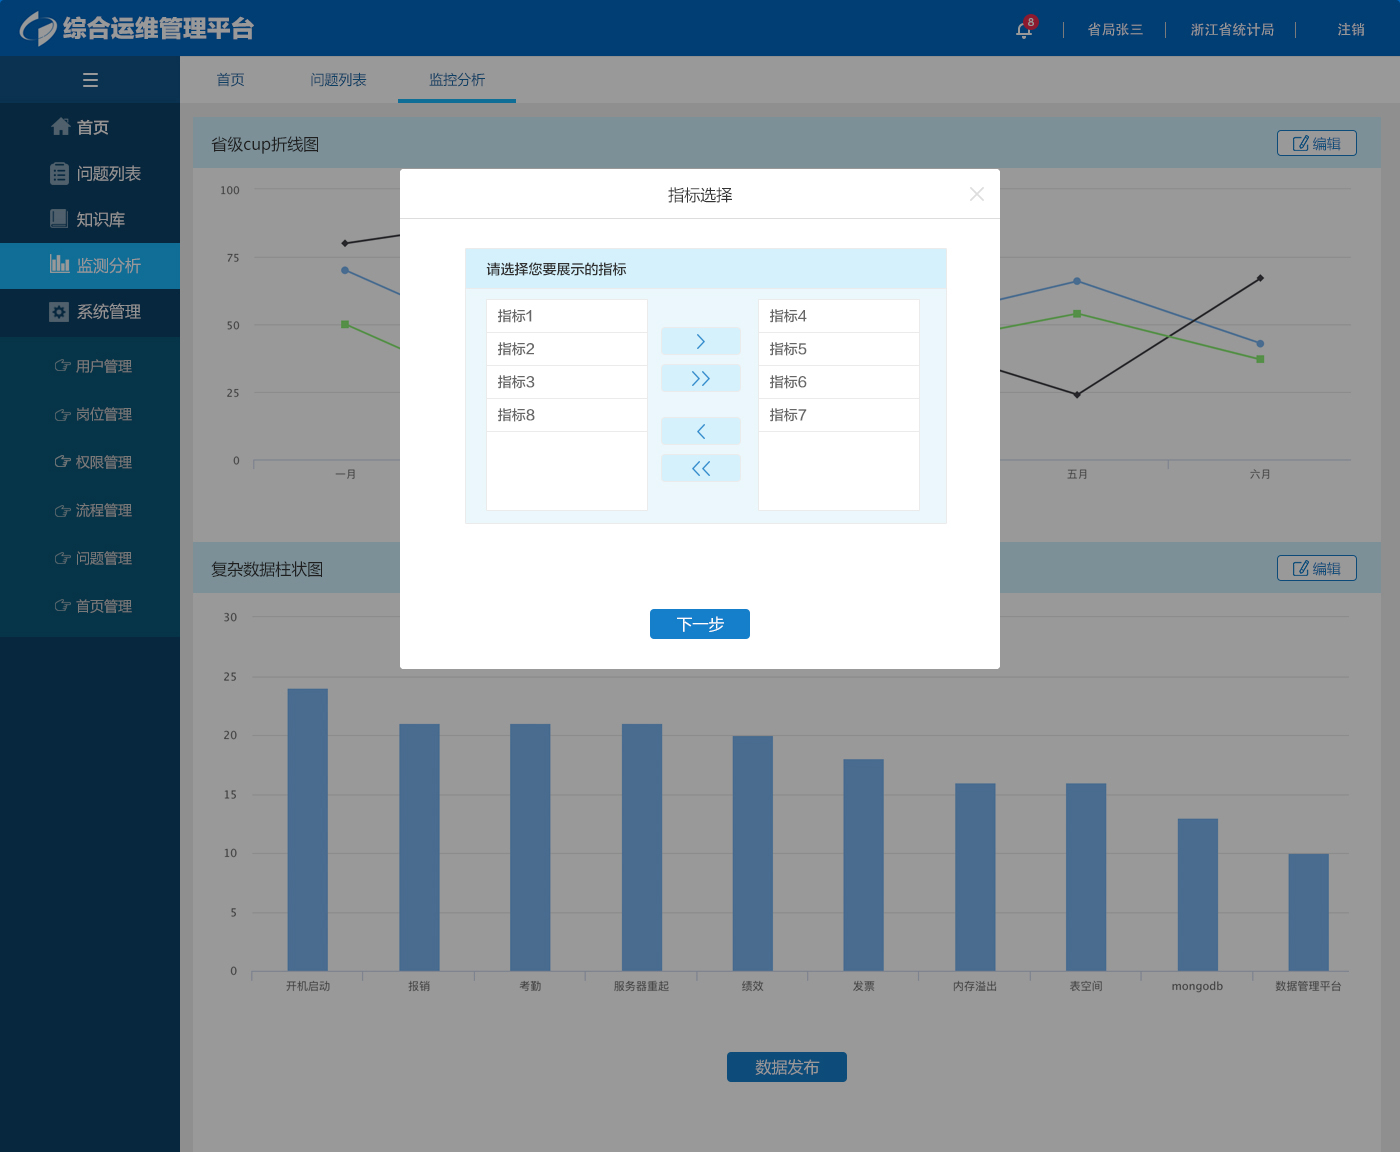 综合运维管理平台
8
省局张三
浙江省统计局
注销
首页
问题列表
监控分析
首页
问题列表
知识库
监测分析
系统管理
用户管理
岗位管理
权限管理
流程管理
问题管理
首页管理
省级cup折线图
编辑
100
75
50
25
0
一月
五月
六月
指标选择
请选择您要展示的指标
指标1
指标2
指标3
指标8
指标4
指标5
指标6
指标7
下一步
复杂数据柱状图
编辑
30
25
20
15
10
5
0
开机启动
报销
考勤
服务器重起
绩效
发票
内存溢出
表空间
mongodb
数据管理平台
数据发布